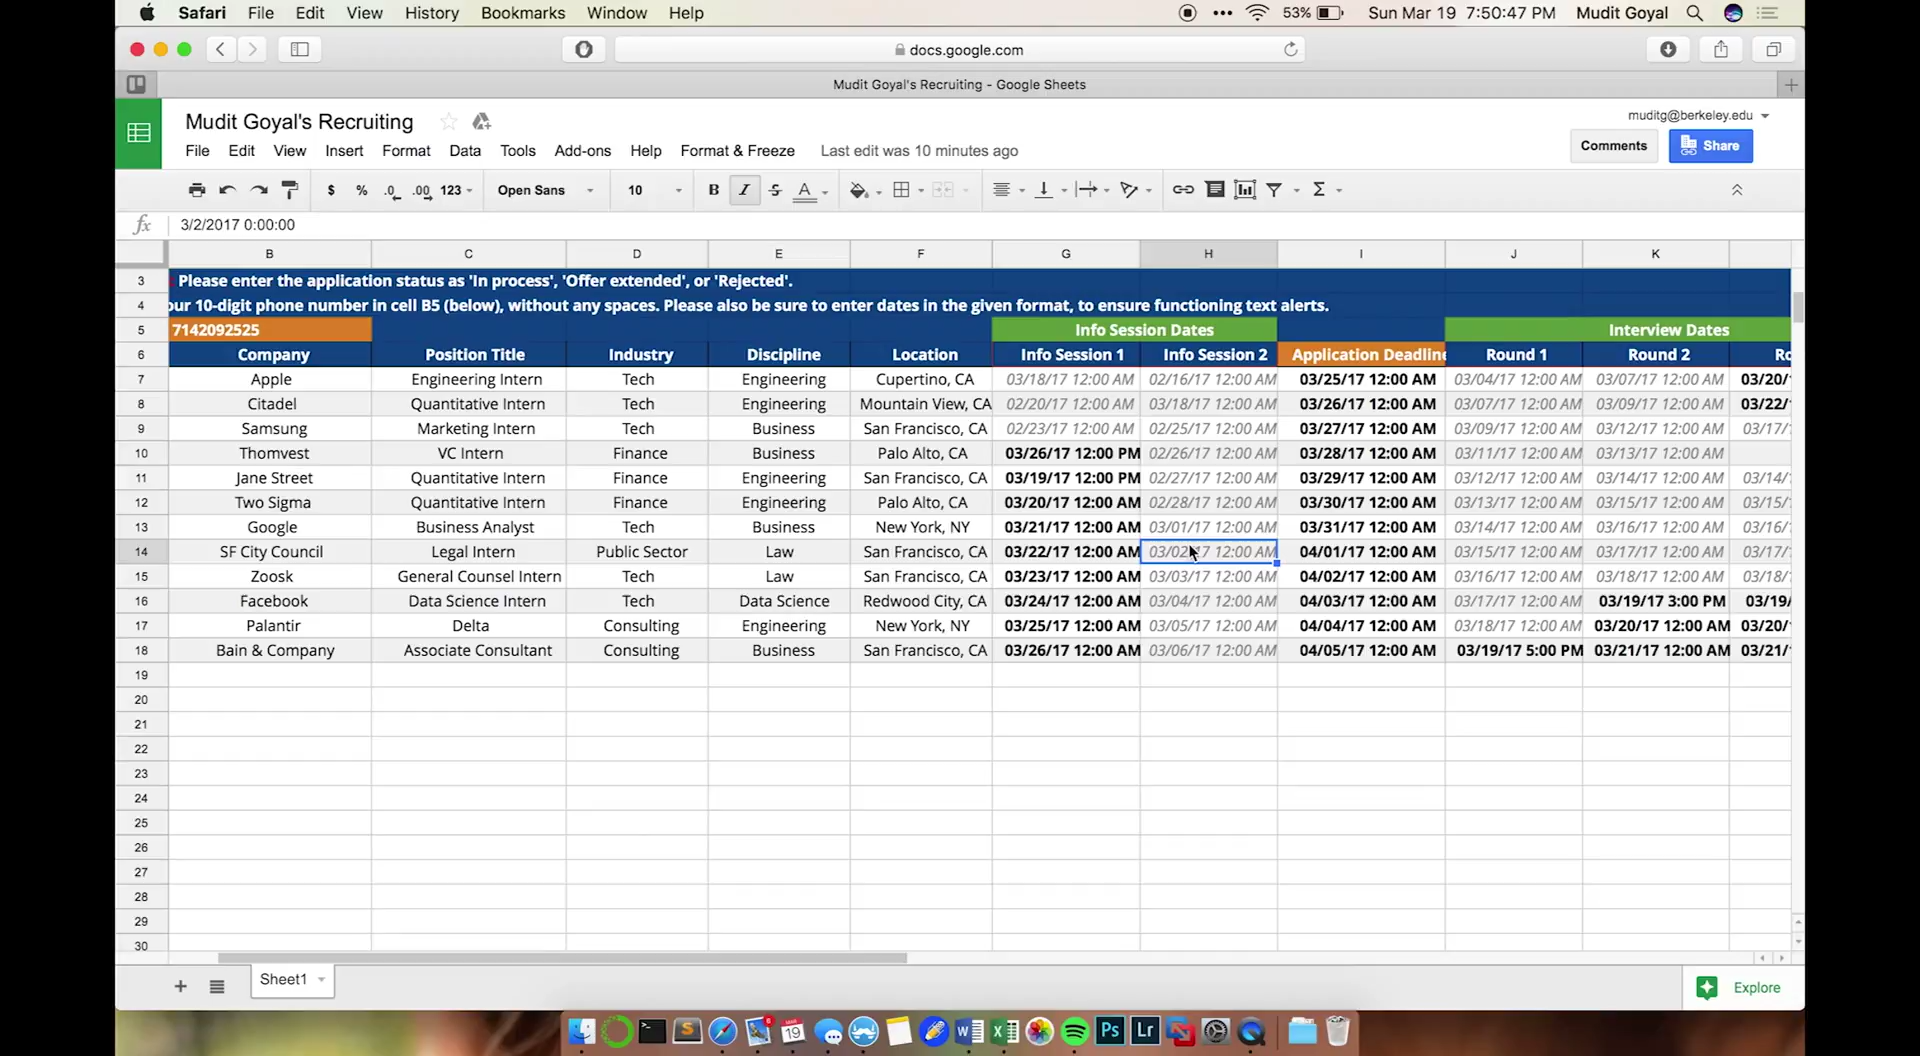 Safari File Edit View History Bookmarks Window Help 53% Sun Mar 19 7:50:47 PM Mudit Goyal
docs.google.com
Mudit Goyal's Recruiting - Google Sheets
Mudit Goyal's Recruiting muditg@berkeley.edu
File Edit View Insert Format Data Tools Add-ons Help Format & Freeze Last edit was 10 minutes ago Comments Share
$ % .0 .00 123 Open Sans 10 B I S A Σ
fx 3/2/2017 0:00:00
B C D E F G H I J K
3 Please enter the application status as 'In process', 'Offer extended', or 'Rejected'.
4 our 10-digit phone number in cell B5 (below), without any spaces. Please also be sure to enter dates in the given format, to ensure functioning text alerts.
5 7142092525 Info Session Dates Interview Dates
6 Company Position Title Industry Discipline Location Info Session 1 Info Session 2 Application Deadline Round 1 Round 2 Ro
7 Apple Engineering Intern Tech Engineering Cupertino, CA 03/18/17 12:00 AM 02/16/17 12:00 AM 03/25/17 12:00 AM 03/04/17 12:00 AM 03/07/17 12:00 AM 03/20/
8 Citadel Quantitative Intern Tech Engineering Mountain View, CA 02/20/17 12:00 AM 03/18/17 12:00 AM 03/26/17 12:00 AM 03/07/17 12:00 AM 03/09/17 12:00 AM 03/22/
9 Samsung Marketing Intern Tech Business San Francisco, CA 02/23/17 12:00 AM 02/25/17 12:00 AM 03/27/17 12:00 AM 03/09/17 12:00 AM 03/12/17 12:00 AM 03/17/
10 Thomvest VC Intern Finance Business Palo Alto, CA 03/26/17 12:00 PM 02/26/17 12:00 AM 03/28/17 12:00 AM 03/11/17 12:00 AM 03/13/17 12:00 AM
11 Jane Street Quantitative Intern Finance Engineering San Francisco, CA 03/19/17 12:00 PM 02/27/17 12:00 AM 03/29/17 12:00 AM 03/12/17 12:00 AM 03/14/17 12:00 AM 03/14/
12 Two Sigma Quantitative Intern Finance Engineering Palo Alto, CA 03/20/17 12:00 AM 02/28/17 12:00 AM 03/30/17 12:00 AM 03/13/17 12:00 AM 03/15/17 12:00 AM 03/15/
13 Google Business Analyst Tech Business New York, NY 03/21/17 12:00 AM 03/01/17 12:00 AM 03/31/17 12:00 AM 03/14/17 12:00 AM 03/16/17 12:00 AM 03/16/
14 SF City Council Legal Intern Public Sector Law San Francisco, CA 03/22/17 12:00 AM 03/02/17 12:00 AM 04/01/17 12:00 AM 03/15/17 12:00 AM 03/17/17 12:00 AM 03/17/
15 Zoosk General Counsel Intern Tech Law San Francisco, CA 03/23/17 12:00 AM 03/03/17 12:00 AM 04/02/17 12:00 AM 03/16/17 12:00 AM 03/18/17 12:00 AM 03/18/
16 Facebook Data Science Intern Tech Data Science Redwood City, CA 03/24/17 12:00 AM 03/04/17 12:00 AM 04/03/17 12:00 AM 03/17/17 12:00 AM 03/19/17 3:00 PM 03/19/
17 Palantir Delta Consulting Engineering New York, NY 03/25/17 12:00 AM 03/05/17 12:00 AM 04/04/17 12:00 AM 03/18/17 12:00 AM 03/20/17 12:00 AM 03/20/
18 Bain & Company Associate Consultant Consulting Business San Francisco, CA 03/26/17 12:00 AM 03/06/17 12:00 AM 04/05/17 12:00 AM 03/19/17 5:00 PM 03/21/17 12:00 AM 03/21/
19
20
21
22
23
24
25
26
27
28
29
30
Sheet1 Explore
19 Ps Lr